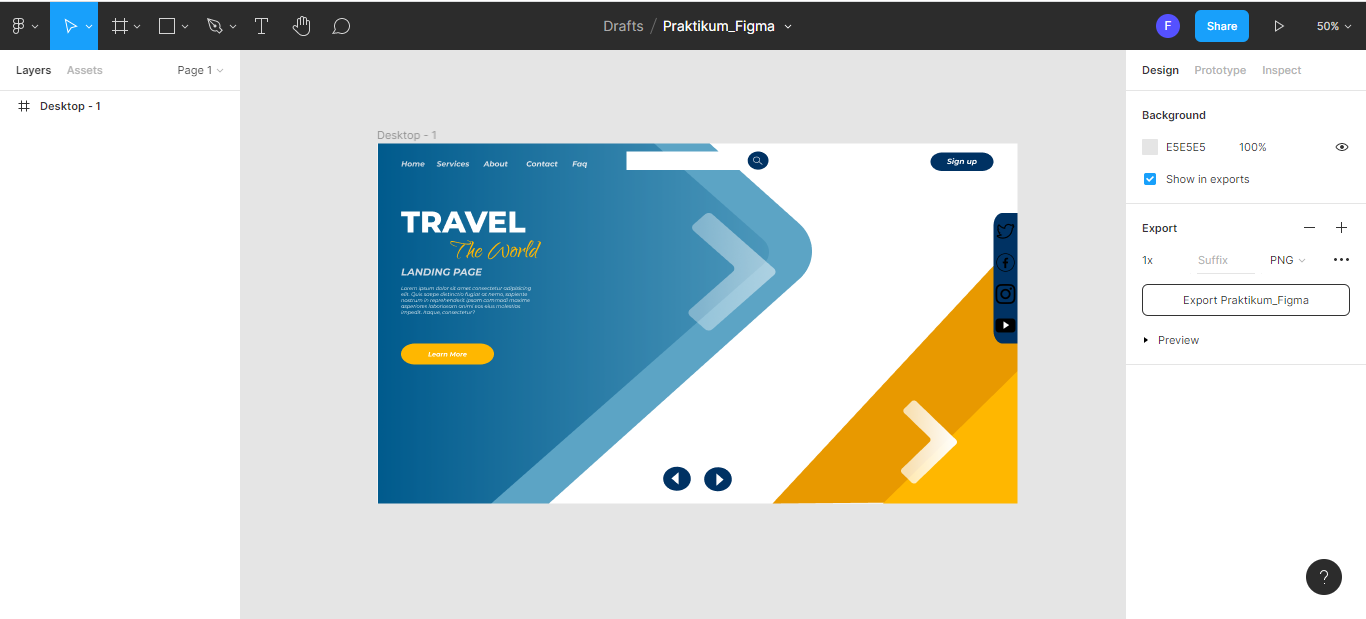 Drafts / Praktikum_Figma
F
Share
50%
Layers Assets Page 1
Desktop - 1
Desktop - 1
Home Services About Contact Faq
Sign up
TRAVEL
The World
LANDING PAGE
Lorem ipsum dolor sit amet consectetur adipisicing
elit. Quis saepe distinctio fugiat at nemo, sapiente
nostrum in reprehenderit ipsam commodi maxime
asperiores laboriosam animi eos eius molestias
impedit. Itaque, consectetur?
Learn More
Design Prototype Inspect
Background
E5E5E5 100%
Show in exports
Export
1x Suffix PNG
Export Praktikum_Figma
Preview
?